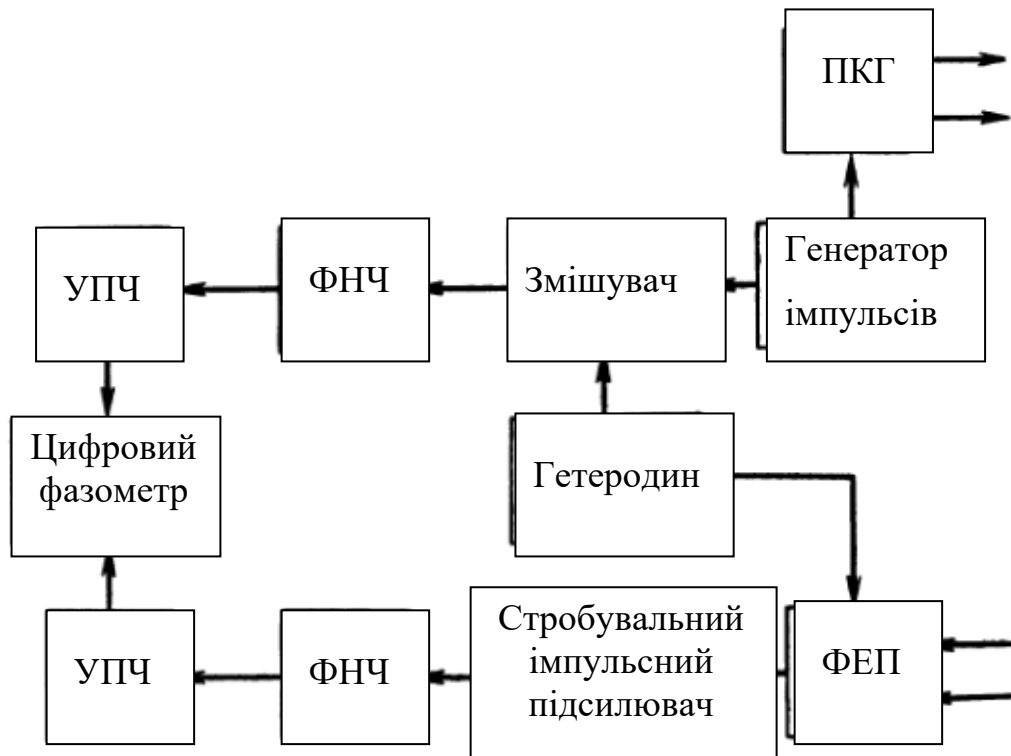 ПКГ
УПЧ
ФНЧ
Змішувач
Генератор
імпульсів
Цифровий
фазометр
Гетеродин
УПЧ
ФНЧ
Стробувальний
імпульсний
підсилювач
ФЕП